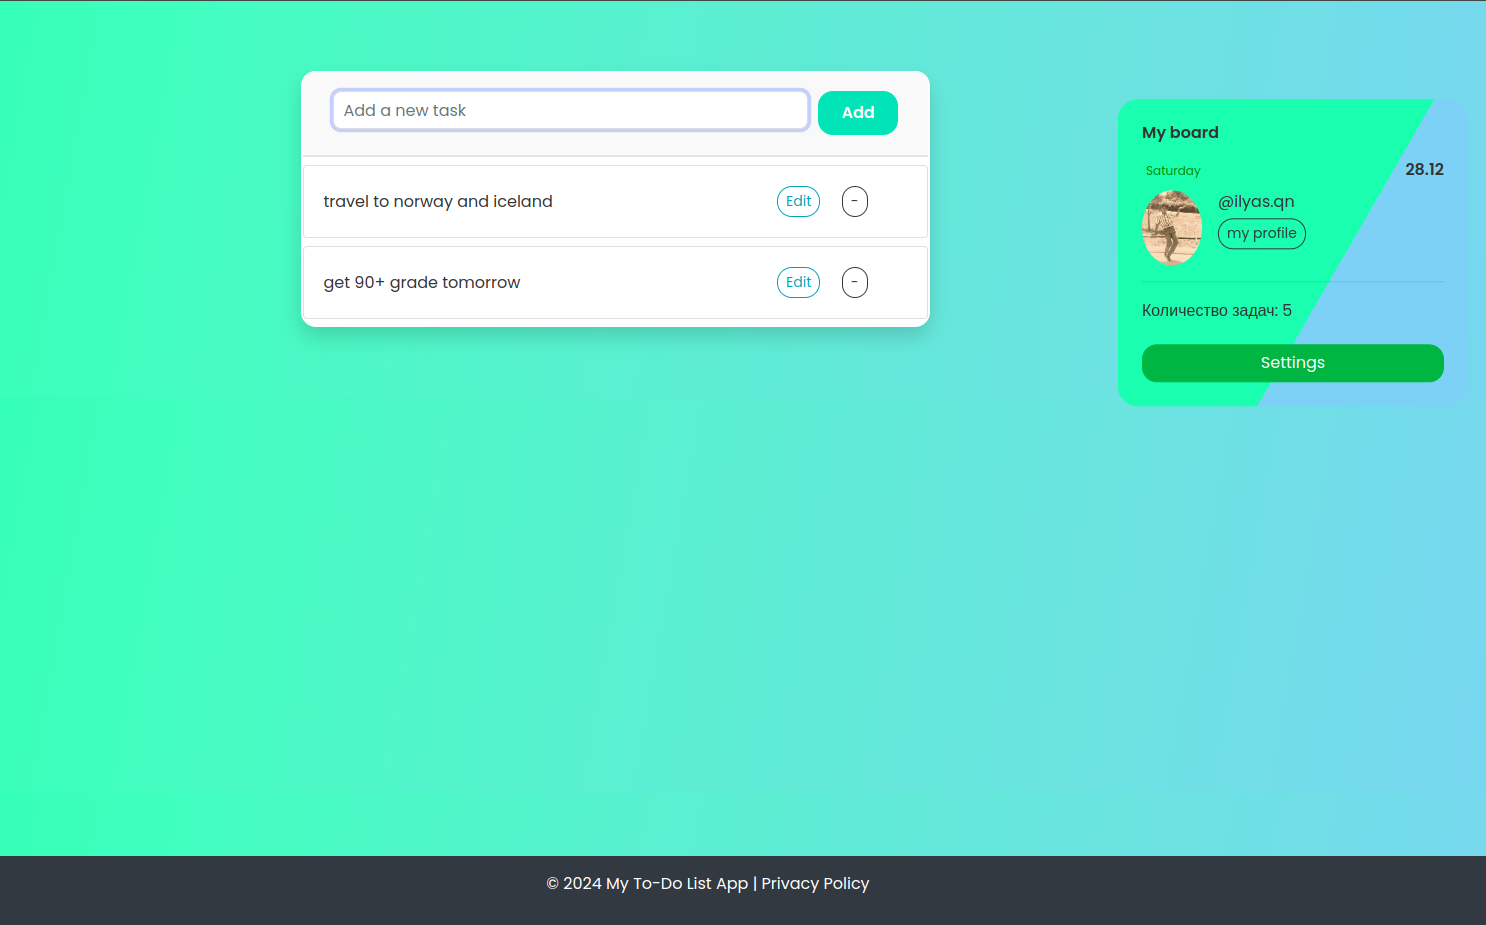 Add a new task
Add
travel to norway and iceland
Edit
-
get 90+ grade tomorrow
Edit
-
My board
Saturday
28.12
@ilyas.qn
my profile
Количество задач: 5
Settings
© 2024 My To-Do List App | Privacy Policy